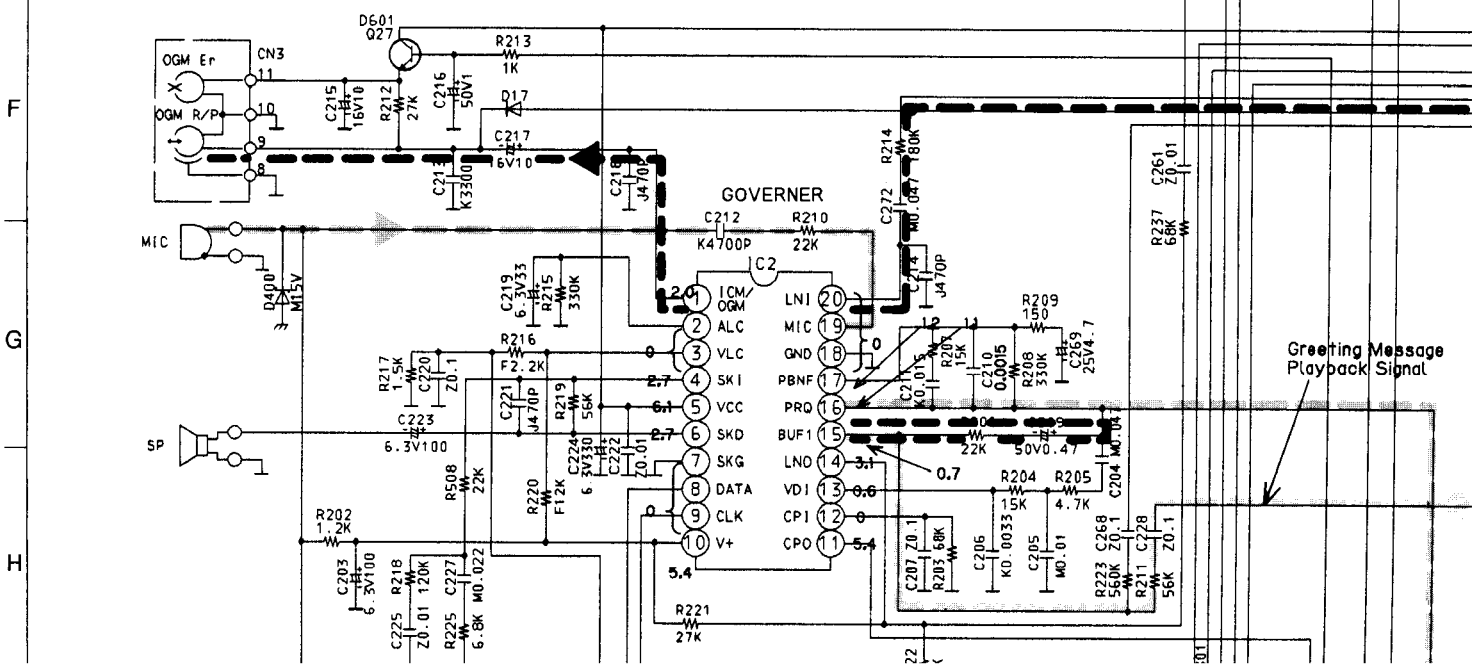 D601
Q27
CN3
OGM Er
11
R213
1K
C215
16V10
R212
27K
C216
50V1
D17
F
10
OGM R/P
9
8
C217
16V10
C213
K3300
C218
J470P
R214
180K
C272
M0.047
C261
Z0.01
R237
68K
GOVERNER
MIC
C212
K4700P
R210
22K
C2
C214
J470P
D400
M15V
C219
6.3V33
R215
330K
2.0
1
ICM/
OGM
LNI
20
2
ALC
MIC
19
3
VLC
GND
18
0
0
4
SKI
PBNF
17
2.7
5
VCC
PRQ
16
6.1
6
SKD
BUF1
15
2.7
7
SKG
LNO
14
3.1
8
DATA
VDI
13
0.6
9
CLK
CPI
12
0
0
10
V+
CPO
11
5.4
5.4
G
R216
F2.2K
R217
1.5K
C220
Z0.1
C221
J470P
R219
56K
C223
6.3V100
C224
6.3V330
C222
Z0.01
SP
12
11
R207
15K
K0.015
C210
0.0015
R208
330K
R209
150
C269
25V4.7
Greeting Message
Playback Signal
22K
50V0.47
C204
M0.047
0.7
R508
22K
R220
F12K
R204
15K
R205
4.7K
R202
1.2K
C203
6.3V100
H
R218
120K
C227
M0.022
C225
Z0.01
R225
6.8K
C207
Z0.1
R203
68K
C206
K0.0033
C205
M0.01
C268
Z0.1
C228
Z0.1
R223
560K
R211
56K
R221
27K
22
01